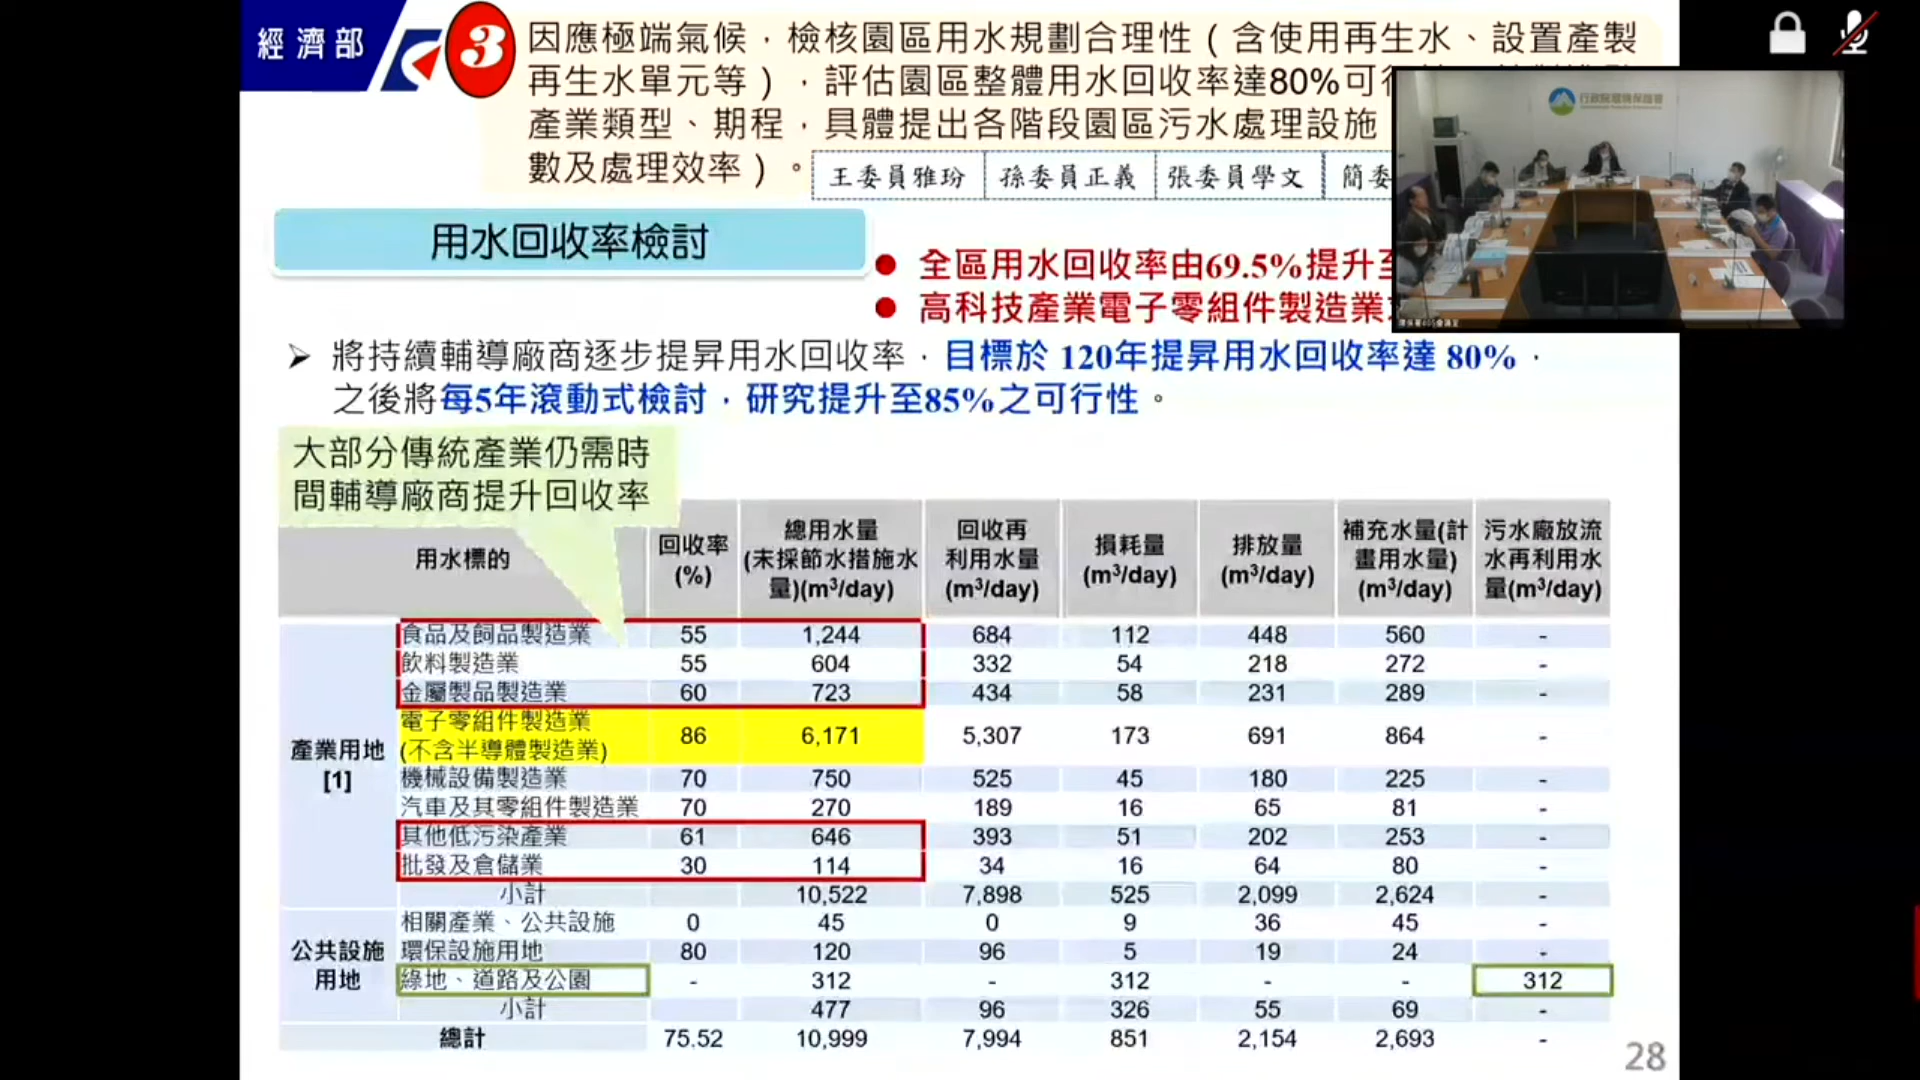 經濟部
3
因應極端氣候，檢核園區用水規劃合理性（含使用再生水、設置產製
再生水單元等），評估園區整體用水回收率達80%可行
產業類型、期程，具體提出各階段園區污水處理設施
數及處理效率）。
王委員雅玢 孫委員正義 張委員學文 簡委
行政院環境保護署
用水回收率檢討
● 全區用水回收率由69.5%提升至
● 高科技產業電子零組件製造業
➢ 將持續輔導廠商逐步提昇用水回收率，目標於 120年提昇用水回收率達 80%，
之後將每5年滾動式檢討，研究提升至85%之可行性。
大部分傳統產業仍需時
間輔導廠商提升回收率
用水標的 回收率(%) 總用水量(未採節水措施水量)(m³/day) 回收再利用水量(m³/day) 損耗量(m³/day) 排放量(m³/day) 補充水量(計畫用水量)(m³/day) 污水廠放流水再利用水量(m³/day)
產業用地[1]
食品及飼品製造業 55 1,244 684 112 448 560 -
飲料製造業 55 604 332 54 218 272 -
金屬製品製造業 60 723 434 58 231 289 -
電子零組件製造業(不含半導體製造業) 86 6,171 5,307 173 691 864 -
機械設備製造業 70 750 525 45 180 225 -
汽車及其零組件製造業 70 270 189 16 65 81 -
其他低污染產業 61 646 393 51 202 253 -
批發及倉儲業 30 114 34 16 64 80 -
小計 10,522 7,898 525 2,099 2,624 -
公共設施用地
相關產業、公共設施 0 45 0 9 36 45 -
環保設施用地 80 120 96 5 19 24 -
綠地、道路及公園 - 312 - 312 - - 312
小計 477 96 326 55 69 -
總計 75.52 10,999 7,994 851 2,154 2,693 -
28